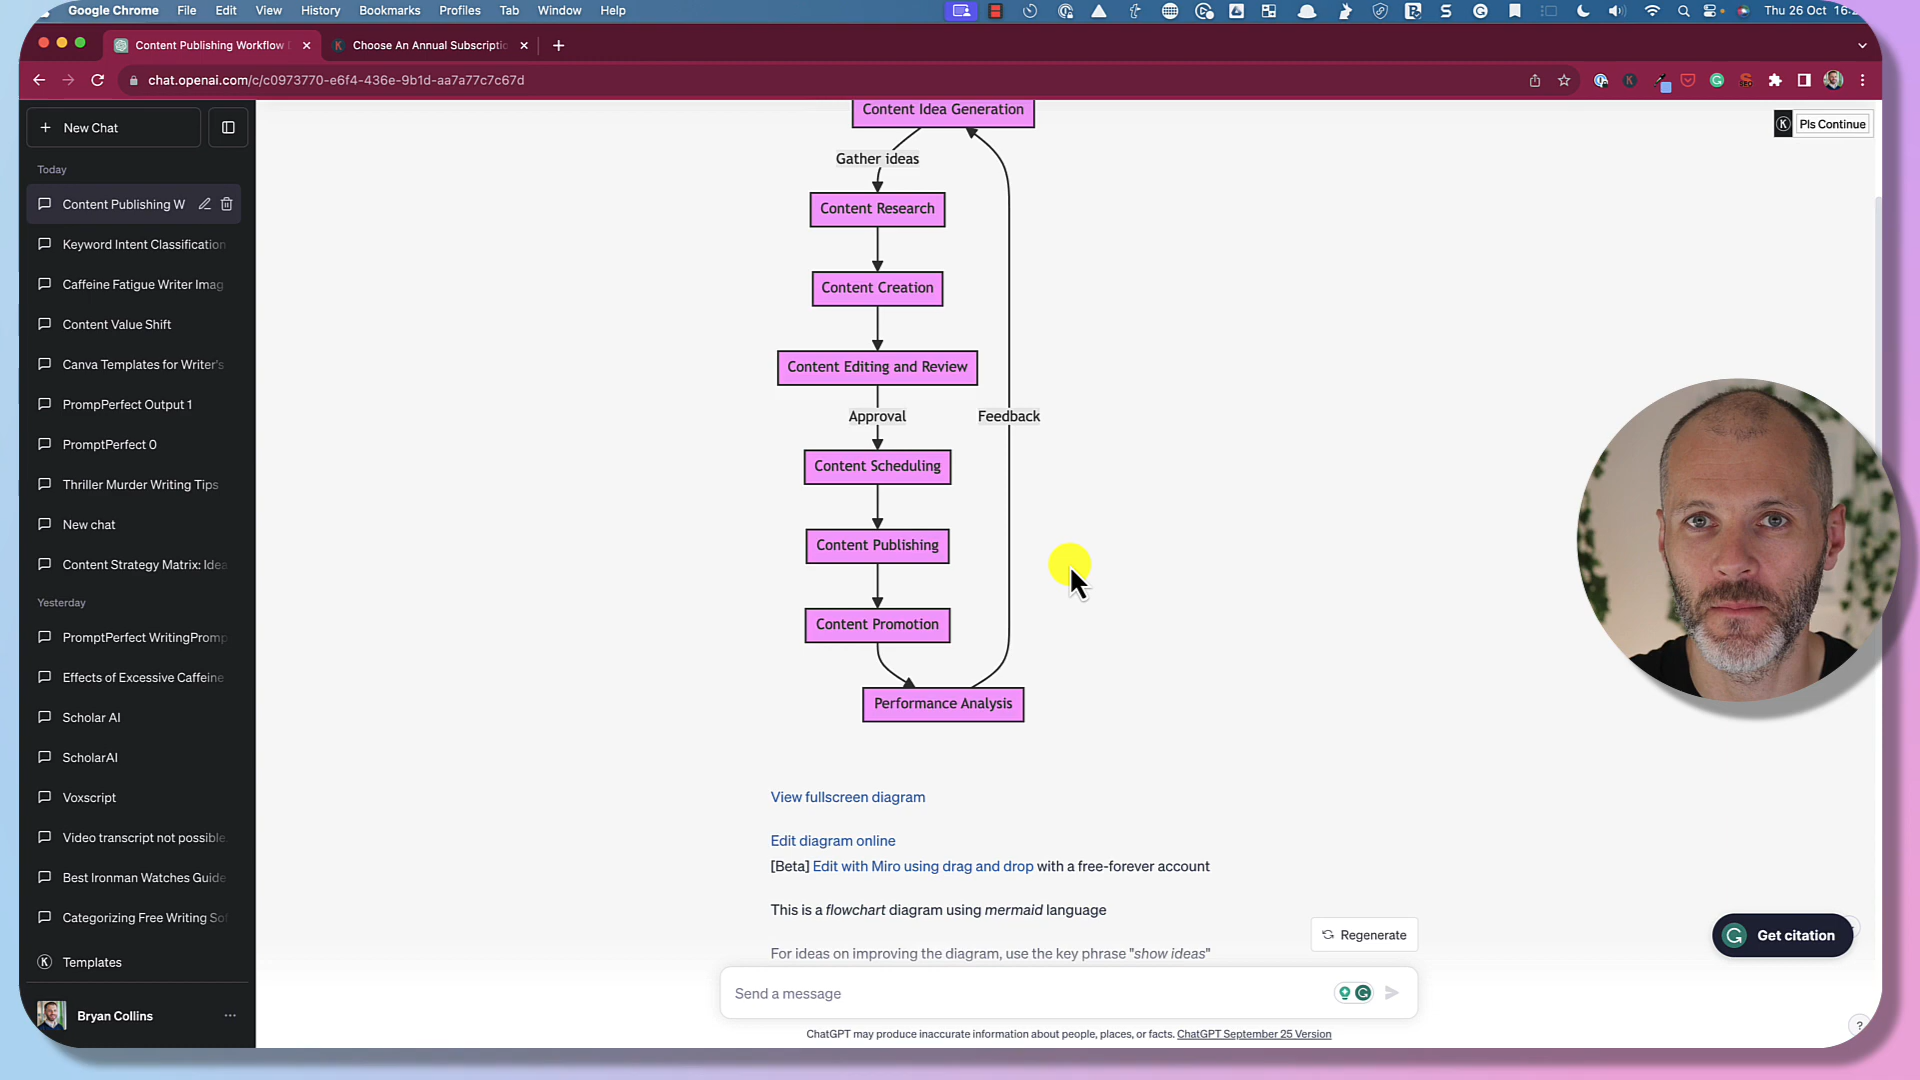 Google Chrome File Edit View History Bookmarks Profiles Tab Window Help
Thu 26 Oct
Content Publishing Workflow
Choose An Annual Subscriptio
chat.openai.com/c/c0973770-e6f4-436e-9b1d-aa7a77c7c67d
New Chat
Pls Continue
Today
Content Publishing W
Keyword Intent Classification
Caffeine Fatigue Writer Imag
Content Value Shift
Canva Templates for Writer's
PrompPerfect Output 1
PromptPerfect 0
Thriller Murder Writing Tips
New chat
Content Strategy Matrix: Idea
Yesterday
PromptPerfect WritingPromp
Effects of Excessive Caffeine
Scholar AI
ScholarAI
Voxscript
Video transcript not possible.
Best Ironman Watches Guide
Categorizing Free Writing Sof
Templates
Bryan Collins
Content Idea Generation
Gather ideas
Content Research
Content Creation
Content Editing and Review
Approval
Feedback
Content Scheduling
Content Publishing
Content Promotion
Performance Analysis
View fullscreen diagram
Edit diagram online
[Beta] Edit with Miro using drag and drop with a free-forever account
This is a flowchart diagram using mermaid language
Regenerate
For ideas on improving the diagram, use the key phrase "show ideas"
Get citation
Send a message
ChatGPT may produce inaccurate information about people, places, or facts. ChatGPT September 25 Version
?